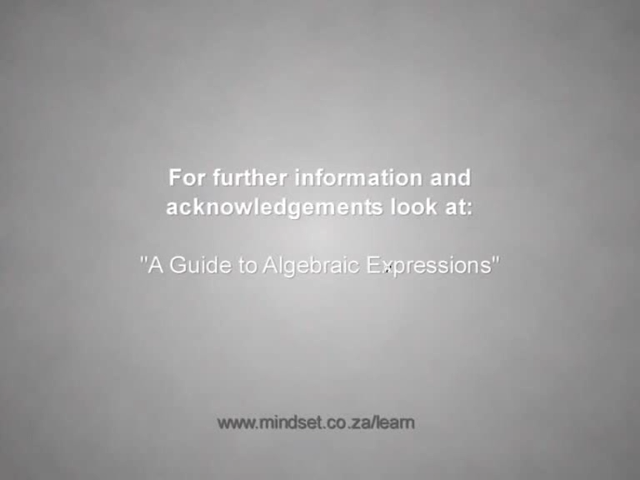 For further information and
acknowledgements look at:
"A Guide to Algebraic Expressions"
www.mindset.co.za/learn